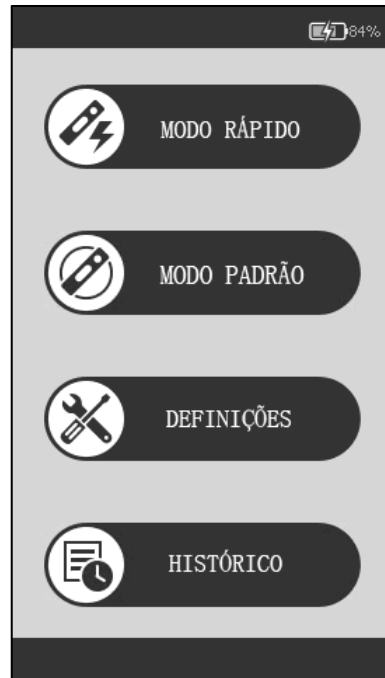 84%
MODO RÁPIDO
MODO PADRÃO
DEFINIÇÕES
HISTÓRICO